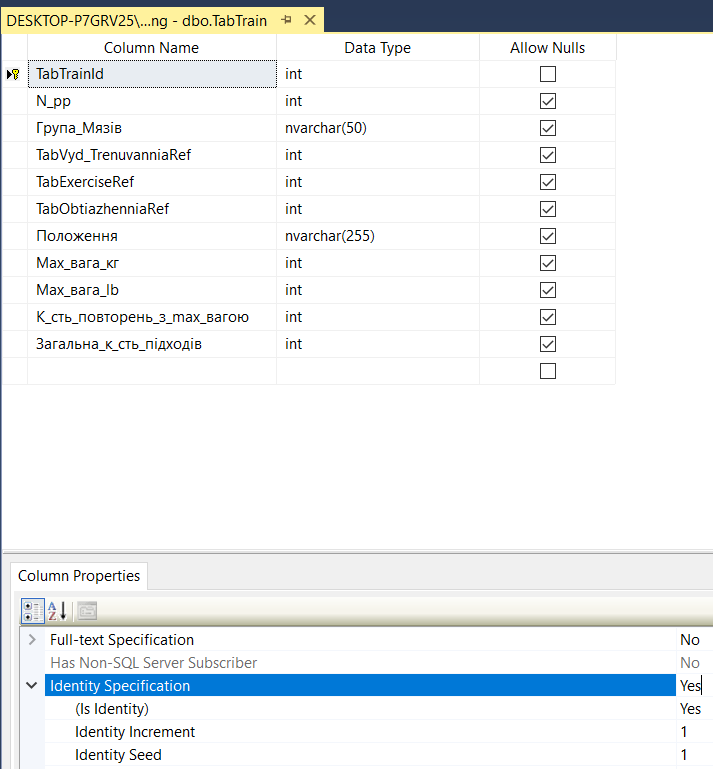 DESKTOP-P7GRV25\...ng - dbo.TabTrain
Column Name Data Type Allow Nulls
TabTrainId int
N_pp int
Група_Мязів nvarchar(50)
TabVyd_TrenuvanniaRef int
TabExerciseRef int
TabObtiazhenniaRef int
Положення nvarchar(255)
Max_вага_кг int
Max_вага_lb int
К_сть_повторень_з_max_вагою int
Загальна_к_сть_підходів int
Column Properties
Full-text Specification No
Has Non-SQL Server Subscriber No
Identity Specification Yes
(Is Identity) Yes
Identity Increment 1
Identity Seed 1